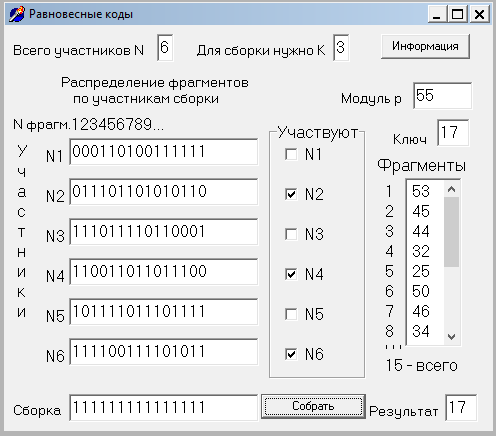 Равновесные коды
Всего участников N 6 Для сборки нужно K 3 Информация
Распределение фрагментов
по участникам сборки
Модуль p 55
N фрагм. 123456789...
Участвуют
Ключ 17
Участники
N1 000110100111111
N2 011101101010110
N3 111011110110001
N4 110011011011100
N5 101111011101111
N6 111100111101011
N1
N2
N3
N4
N5
N6
Фрагменты
1 53
2 45
3 44
4 32
5 25
6 50
7 46
8 34
...
15 - всего
Сборка 111111111111111 Собрать Результат 17